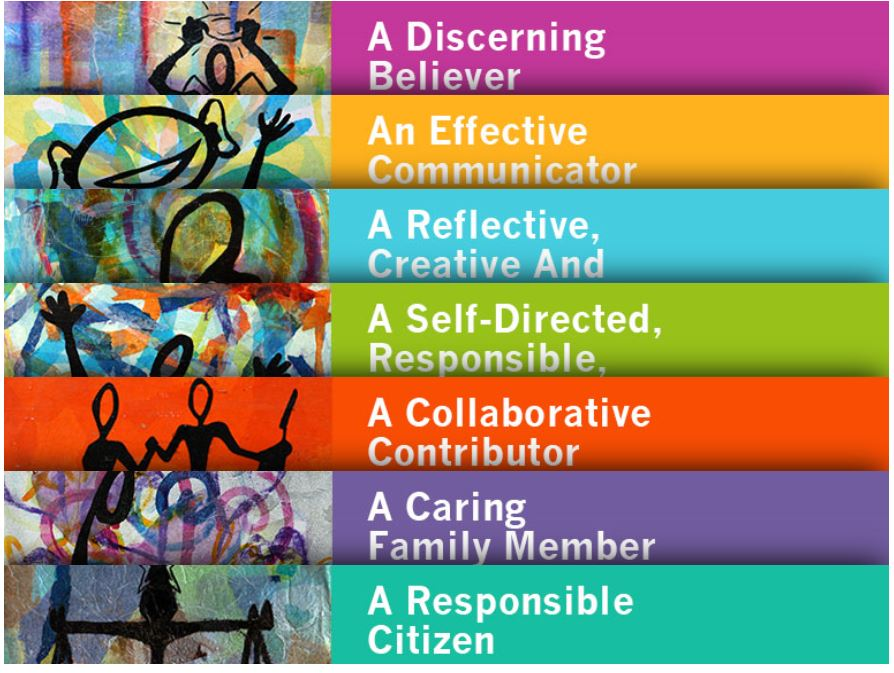 A Discerning
Believer
An Effective
Communicator
A Reflective,
Creative And
A Self-Directed,
Responsible,
A Collaborative
Contributor
A Caring
Family Member
A Responsible
Citizen